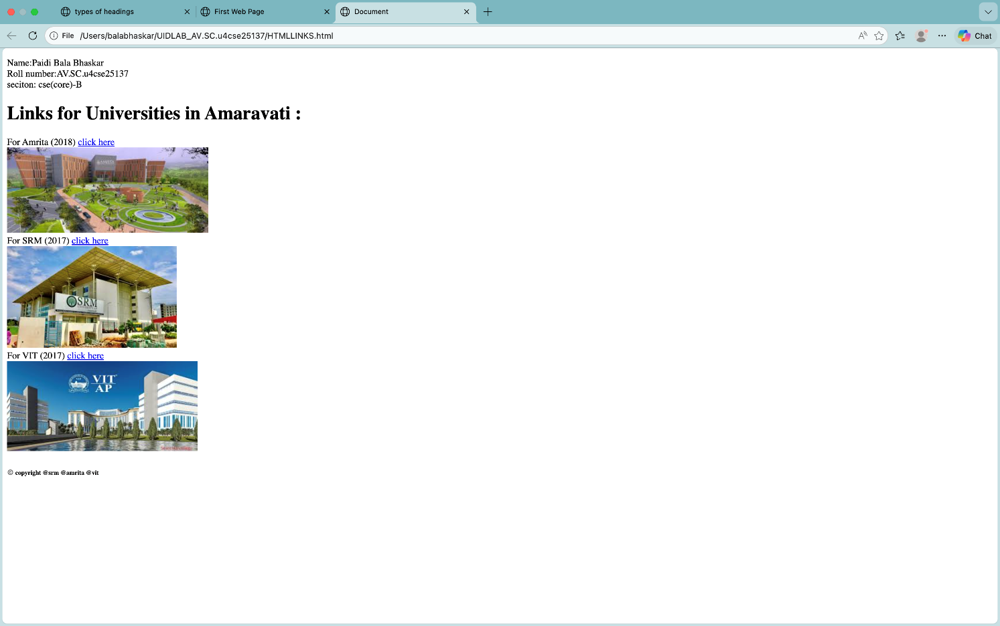 types of headings
First Web Page
Document
File /Users/balabhaskar/UIDLAB_AV.SC.u4cse25137/HTMLLINKS.html
Chat
Name:Paidi Bala Bhaskar
Roll number:AV.SC.u4cse25137
seciton: cse(core)-B
Links for Universities in Amaravati :
For Amrita (2018) click here
AMRITA
For SRM (2017) click here
SRM
For VIT (2017) click here
VIT
AP
© copyright @srm @amrita @vit